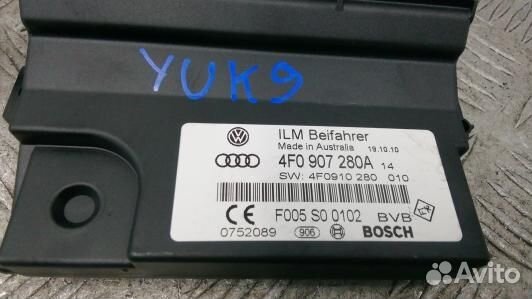 YUK9
ILM Beifahrer
Made in Australia 19.10.10
4F0 907 280A 14
SW: 4F0910 280 010
F005 S0 0102 BVB
0752089 906 BOSCH
Avito